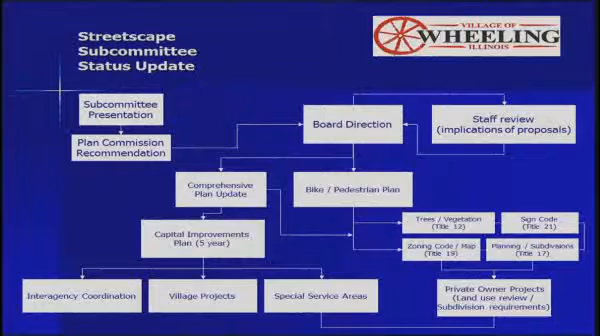 Streetscape
Subcommittee
Status Update
VILLAGE OF
WHEELING
ILLINOIS
Subcommittee
Presentation
Plan Commission
Recommendation
Board Direction
Staff review
(implications of proposals)
Comprehensive
Plan Update
Bike / Pedestrian Plan
Trees / Vegetation
(Title 12)
Sign Code
(Title 21)
Capital Improvements
Plan (5 year)
Zoning Code / Map
(Title 19)
Planning / Subdivisions
(Title 17)
Interagency Coordination
Village Projects
Special Service Areas
Private Owner Projects
(Land use review /
Subdivision requirements)